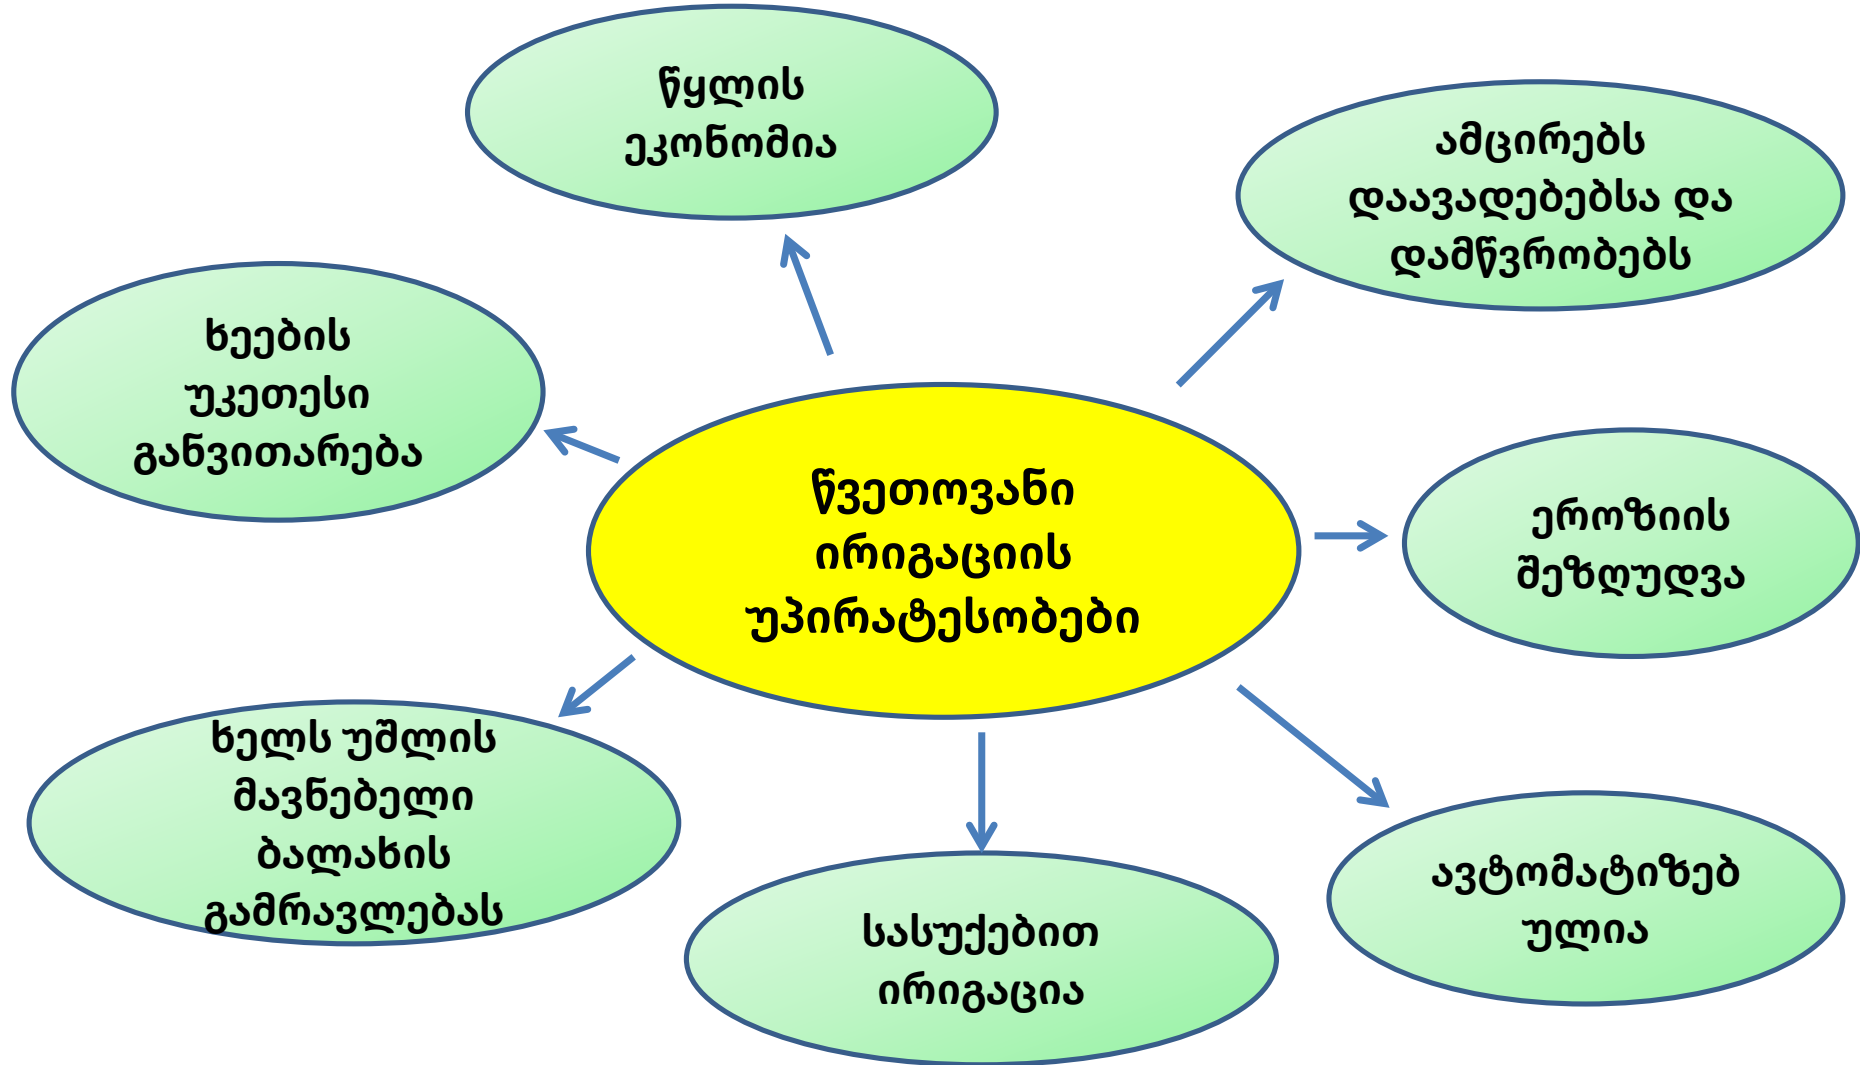 წყლის
ეკონომია
ამცირებს
დაავადებებსა და
დამწვრობებს
ხეების
უკეთესი
განვითარება
წვეთოვანი
ირიგაციის
უპირატესობები
ეროზიის
შეზღუდვა
ხელს უშლის
მავნებელი
ბალახის
გამრავლებას
სასუქებით
ირიგაცია
ავტომატიზებ
ულია